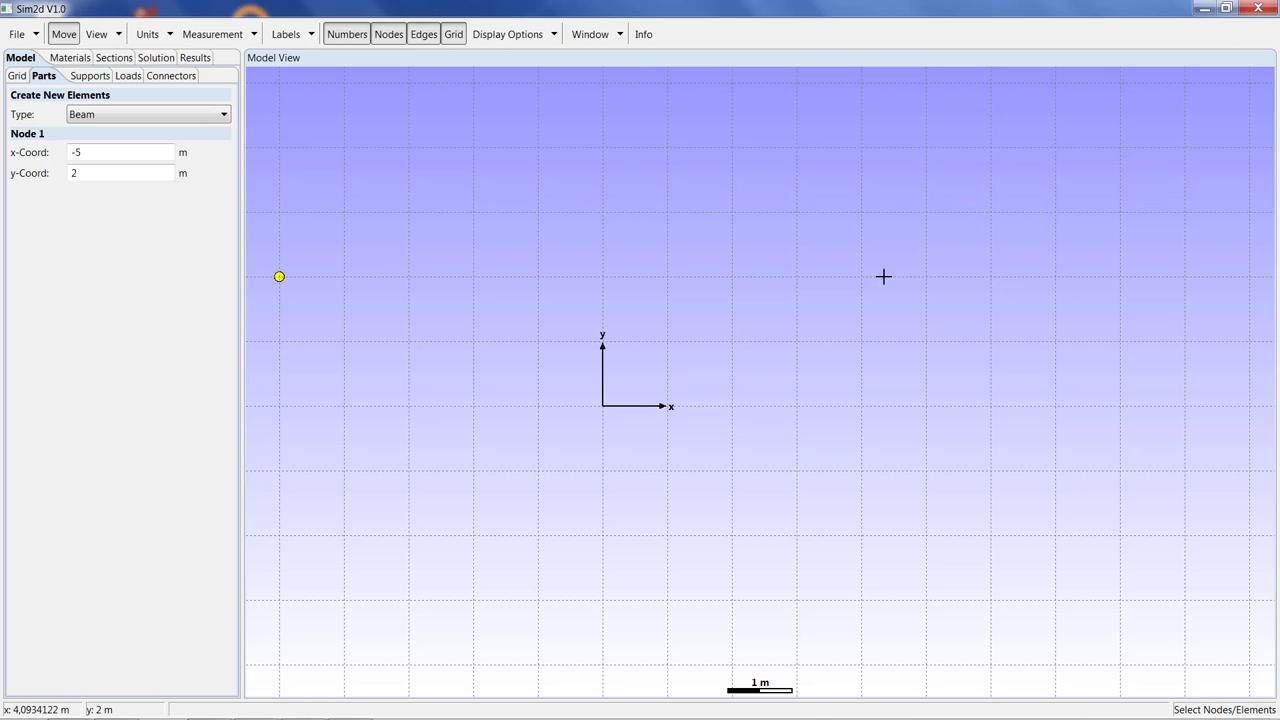 Sim2d V1.0
File Move View Units Measurement Labels Numbers Nodes Edges Grid Display Options Window Info
Model Materials Sections Solution Results
Grid Parts Supports Loads Connectors
Create New Elements
Type: Beam
Node 1
x-Coord: -5 m
y-Coord: 2 m
Model View
y
x
1 m
x: 4,0934122 m y: 2 m Select Nodes/Elements